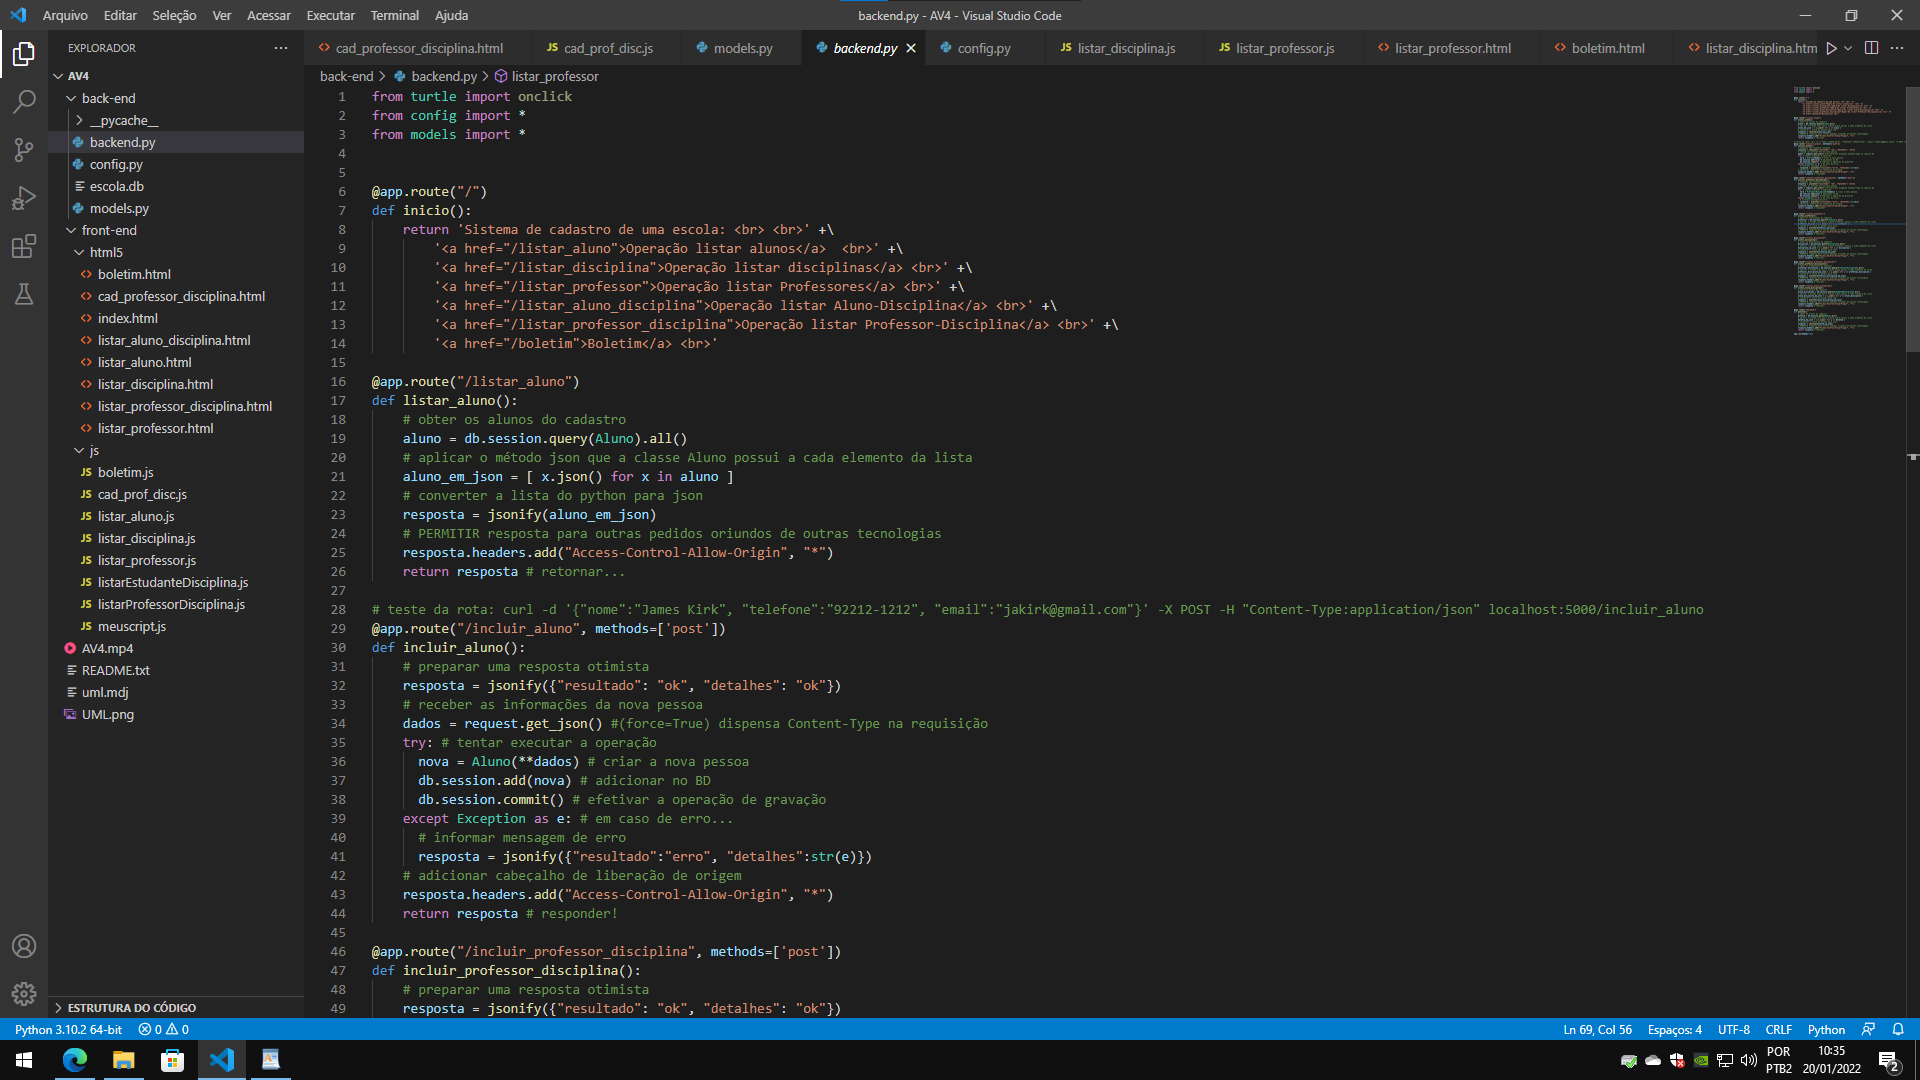 Arquivo Editar Seleção Ver Acessar Executar Terminal Ajuda
backend.py - AV4 - Visual Studio Code
EXPLORADOR
cad_professor_disciplina.html
JS cad_prof_disc.js
models.py
backend.py
config.py
JS listar_disciplina.js
JS listar_professor.js
listar_professor.html
boletim.html
listar_disciplina.htm
back-end > backend.py > listar_professor
AV4
back-end
__pycache__
backend.py
config.py
escola.db
models.py
front-end
html5
boletim.html
cad_professor_disciplina.html
index.html
listar_aluno_disciplina.html
listar_aluno.html
listar_disciplina.html
listar_professor_disciplina.html
listar_professor.html
js
JS boletim.js
JS cad_prof_disc.js
JS listar_aluno.js
JS listar_disciplina.js
JS listar_professor.js
JS listarEstudanteDisciplina.js
JS listarProfessorDisciplina.js
JS meuscript.js
AV4.mp4
README.txt
uml.mdj
UML.png
ESTRUTURA DO CÓDIGO
1 from turtle import onclick
2 from config import *
3 from models import *
4
5
6 @app.route("/")
7 def inicio():
8 return 'Sistema de cadastro de uma escola: <br> <br>' +\
9 '<a href="/listar_aluno">Operação listar alunos</a>  <br>' +\
10 '<a href="/listar_disciplina">Operação listar disciplinas</a> <br>' +\
11 '<a href="/listar_professor">Operação listar Professores</a> <br>' +\
12 '<a href="/listar_aluno_disciplina">Operação listar Aluno-Disciplina</a> <br>' +\
13 '<a href="/listar_professor_disciplina">Operação listar Professor-Disciplina</a> <br>' +\
14 '<a href="/boletim">Boletim</a> <br>'
15
16 @app.route("/listar_aluno")
17 def listar_aluno():
18 # obter os alunos do cadastro
19 aluno = db.session.query(Aluno).all()
20 # aplicar o método json que a classe Aluno possui a cada elemento da lista
21 aluno_em_json = [ x.json() for x in aluno ]
22 # converter a lista do python para json
23 resposta = jsonify(aluno_em_json)
24 # PERMITIR resposta para outras pedidos oriundos de outras tecnologias
25 resposta.headers.add("Access-Control-Allow-Origin", "*")
26 return resposta # retornar...
27
28 # teste da rota: curl -d '{"nome":"James Kirk", "telefone":"92212-1212", "email":"jakirk@gmail.com"}' -X POST -H "Content-Type:application/json" localhost:5000/incluir_aluno
29 @app.route("/incluir_aluno", methods=['post'])
30 def incluir_aluno():
31 # preparar uma resposta otimista
32 resposta = jsonify({"resultado": "ok", "detalhes": "ok"})
33 # receber as informações da nova pessoa
34 dados = request.get_json() #(force=True) dispensa Content-Type na requisição
35 try: # tentar executar a operação
36 nova = Aluno(**dados) # criar a nova pessoa
37 db.session.add(nova) # adicionar no BD
38 db.session.commit() # efetivar a operação de gravação
39 except Exception as e: # em caso de erro...
40 # informar mensagem de erro
41 resposta = jsonify({"resultado":"erro", "detalhes":str(e)})
42 # adicionar cabeçalho de liberação de origem
43 resposta.headers.add("Access-Control-Allow-Origin", "*")
44 return resposta # responder!
45
46 @app.route("/incluir_professor_disciplina", methods=['post'])
47 def incluir_professor_disciplina():
48 # preparar uma resposta otimista
49 resposta = jsonify({"resultado": "ok", "detalhes": "ok"})
Python 3.10.2 64-bit 0 0
Ln 69, Col 56 Espaços: 4 UTF-8 CRLF Python
POR
PTB2
10:35
20/01/2022
2